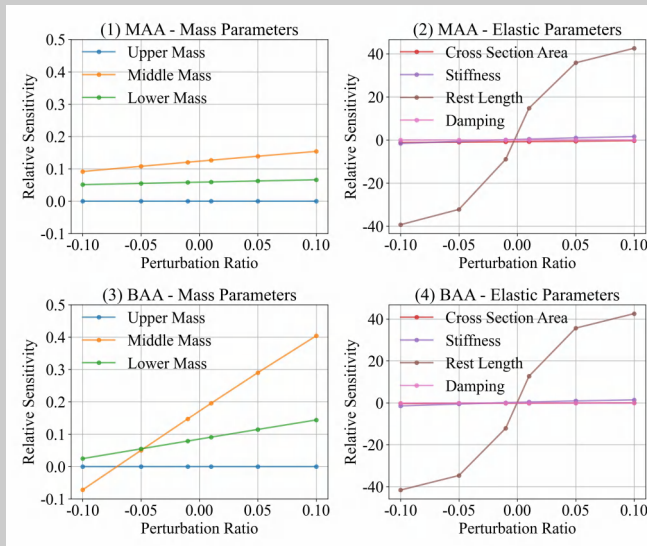 (1) MAA - Mass Parameters
Relative Sensitivity
0.5
0.4
0.3
0.2
0.1
0.0
-0.1
Upper Mass
Middle Mass
Lower Mass
-0.10 -0.05 0.00 0.05 0.10
Perturbation Ratio
(2) MAA - Elastic Parameters
Relative Sensitivity
40
20
0
-20
-40
Cross Section Area
Stiffness
Rest Length
Damping
-0.10 -0.05 0.00 0.05 0.10
Perturbation Ratio
(3) BAA - Mass Parameters
Relative Sensitivity
0.5
0.4
0.3
0.2
0.1
0.0
-0.1
Upper Mass
Middle Mass
Lower Mass
-0.10 -0.05 0.00 0.05 0.10
Perturbation Ratio
(4) BAA - Elastic Parameters
Relative Sensitivity
40
20
0
-20
-40
Cross Section Area
Stiffness
Rest Length
Damping
-0.10 -0.05 0.00 0.05 0.10
Perturbation Ratio